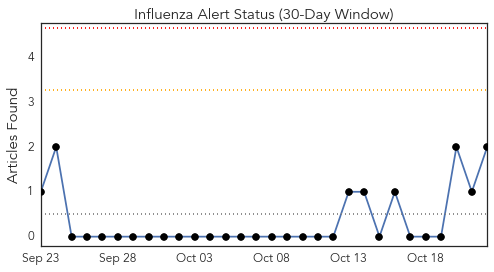 Influenza Alert Status (30-Day Window)
Articles Found
4
3
2
1
0
Sep 23 Sep 28 Oct 03 Oct 08 Oct 13 Oct 18